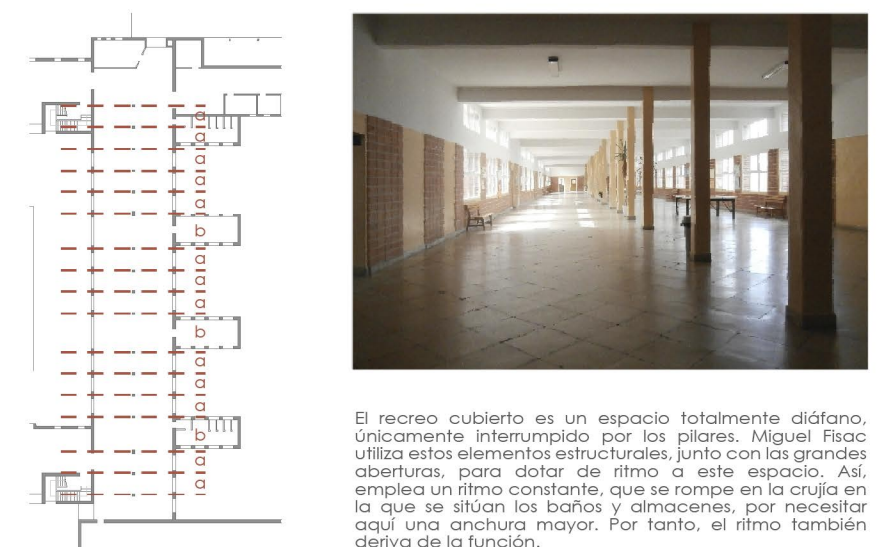 a
a
a
a
a
b
a
a
a
b
a
a
a
b
a
a
El recreo cubierto es un espacio totalmente diáfano,
únicamente interrumpido por los pilares. Miguel Fisac
utiliza estos elementos estructurales, junto con las grandes
aberturas, para dotar de ritmo a este espacio. Así,
emplea un ritmo constante, que se rompe en la crujía en
la que se sitúan los baños y almacenes, por necesitar
aquí una anchura mayor. Por tanto, el ritmo también
deriva de la función.